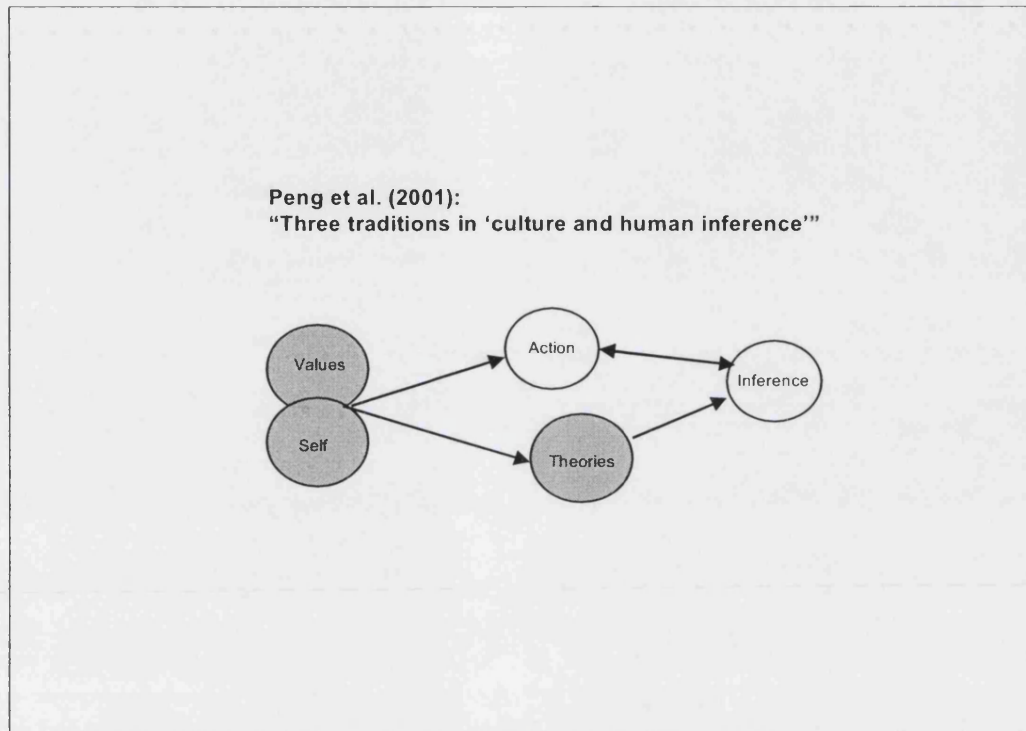 Peng et al. (2001):
“Three traditions in ‘culture and human inference’”
Values
Self
Action
Theories
Inference